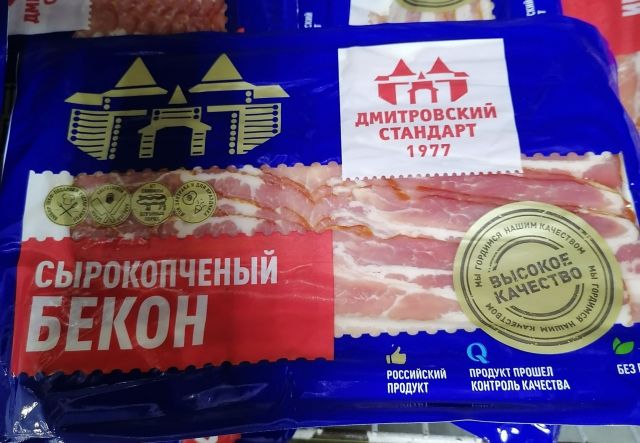 ДМИТРОВСКИЙ
СТАНДАРТ
1977
СЫРОКОПЧЕНЫЙ
БЕКОН
МЫ ГОРДИМСЯ НАШИМ КАЧЕСТВОМ
ВЫСОКОЕ
КАЧЕСТВО
МЫ ГОРДИМСЯ НАШИМ КАЧЕСТВОМ
РОССИЙСКИЙ
ПРОДУКТ
ПРОДУКТ ПРОШЕЛ
КОНТРОЛЬ КАЧЕСТВА
БЕЗ